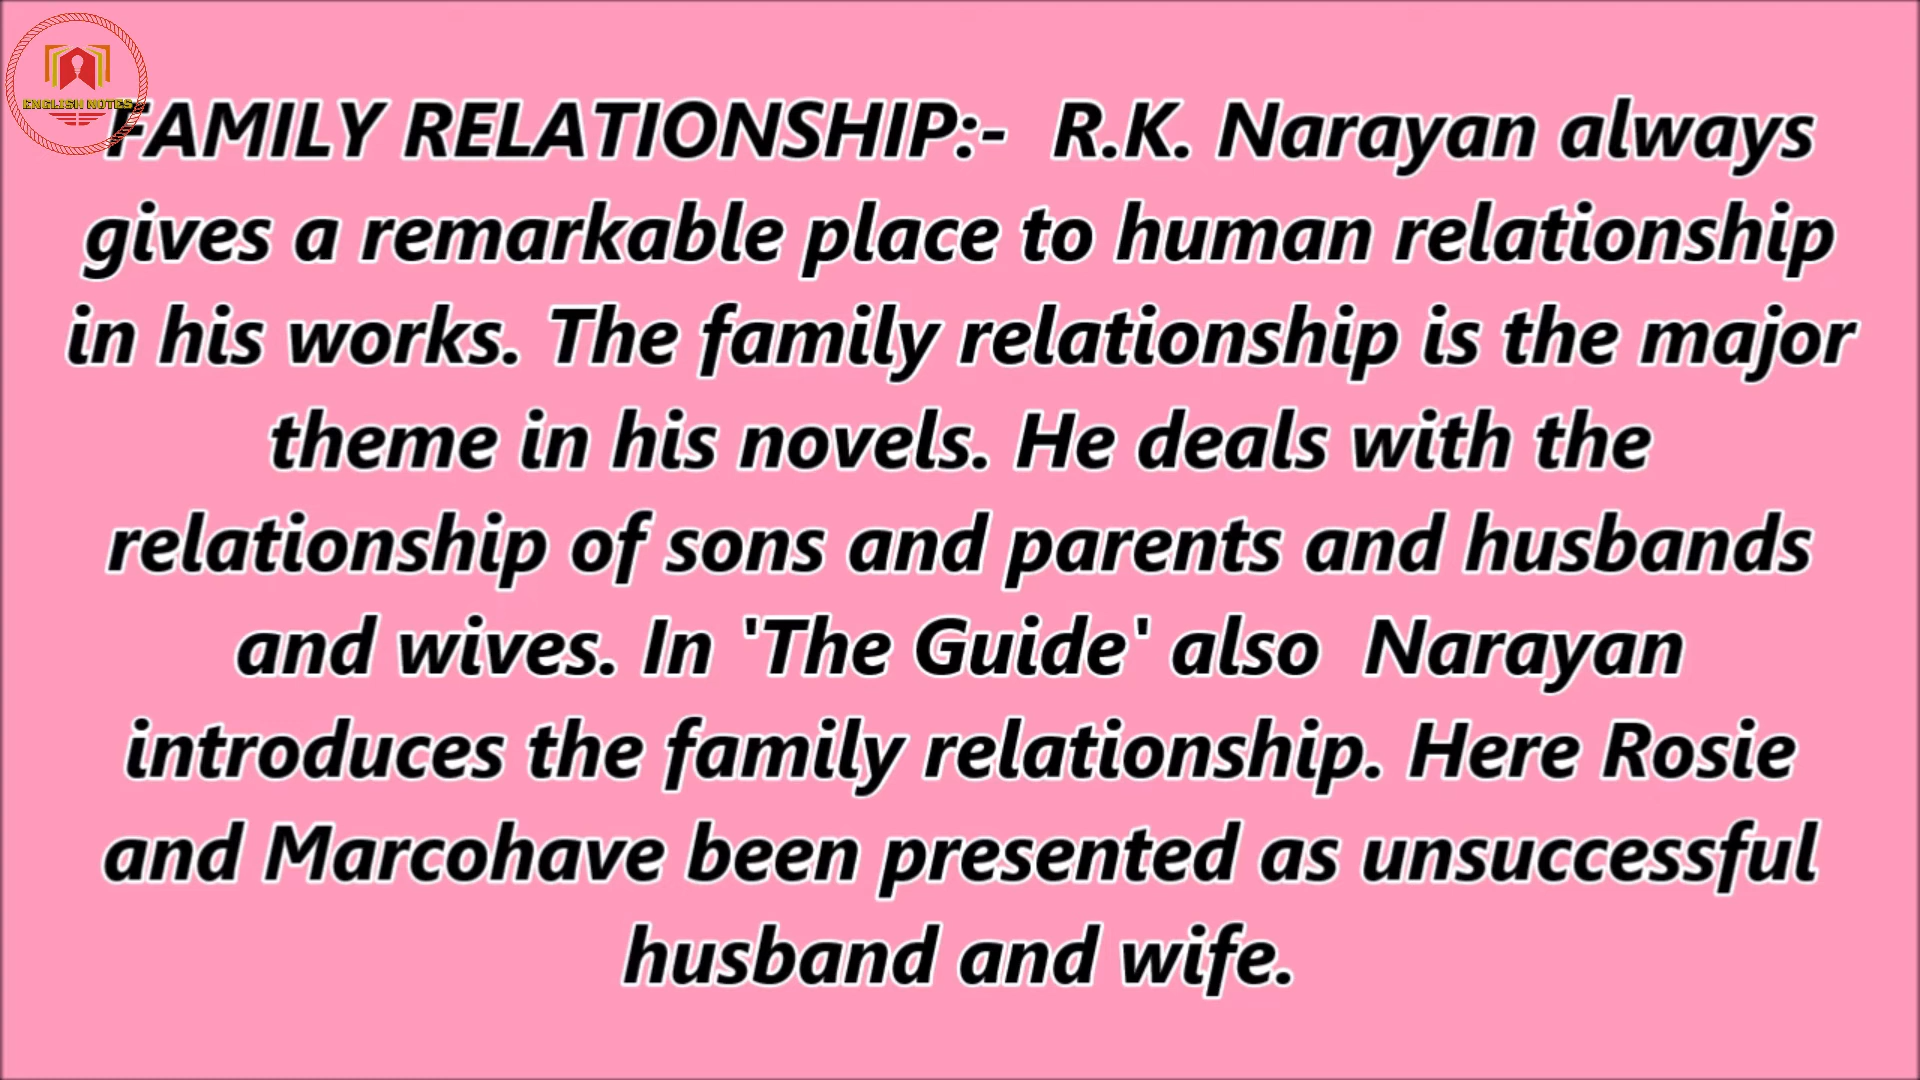 ENGLISH NOTES
FAMILY RELATIONSHIP:-  R.K. Narayan always
gives a remarkable place to human relationship
in his works. The family relationship is the major
theme in his novels. He deals with the
relationship of sons and parents and husbands
and wives. In 'The Guide' also  Narayan
introduces the family relationship. Here Rosie
and Marcohave been presented as unsuccessful
husband and wife.